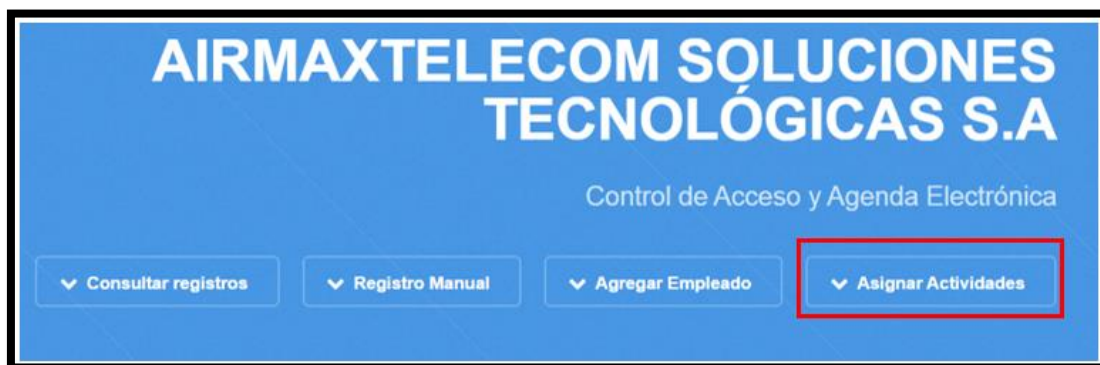 AIRMAXTELECOM SOLUCIONES
TECNOLÓGICAS S.A
Control de Acceso y Agenda Electrónica
Consultar registros
Registro Manual
Agregar Empleado
Asignar Actividades